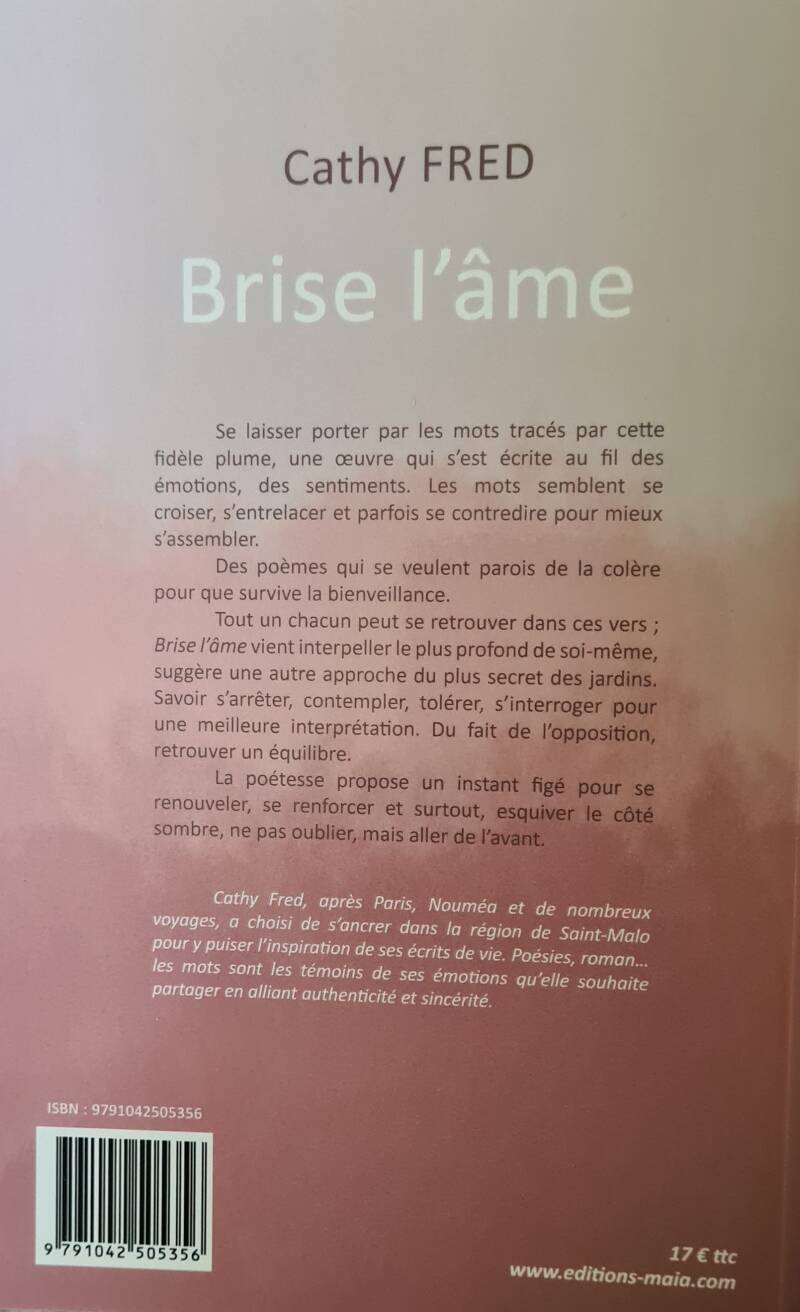 Cathy FRED
Brise l'âme
Se laisser porter par les mots tracés par cette
fidèle plume, une œuvre qui s'est écrite au fil des
émotions, des sentiments. Les mots semblent se
croiser, s'entrelacer et parfois se contredire pour mieux
s'assembler.
Des poèmes qui se veulent parois de la colère
pour que survive la bienveillance.
Tout un chacun peut se retrouver dans ces vers ;
Brise l'âme vient interpeller le plus profond de soi-même,
suggère une autre approche du plus secret des jardins.
Savoir s'arrêter, contempler, tolérer, s'interroger pour
une meilleure interprétation. Du fait de l'opposition,
retrouver un équilibre.
La poétesse propose un instant figé pour se
renouveler, se renforcer et surtout, esquiver le côté
sombre, ne pas oublier, mais aller de l'avant.
Cathy Fred, après Paris, Nouméa et de nombreux
voyages, a choisi de s'ancrer dans la région de Saint-Malo
pour y puiser l'inspiration de ses écrits de vie. Poésies, roman...
les mots sont les témoins de ses émotions qu'elle souhaite
partager en alliant authenticité et sincérité.
ISBN : 9791042505356
9 791042 505356
17 € ttc
www.editions-maia.com